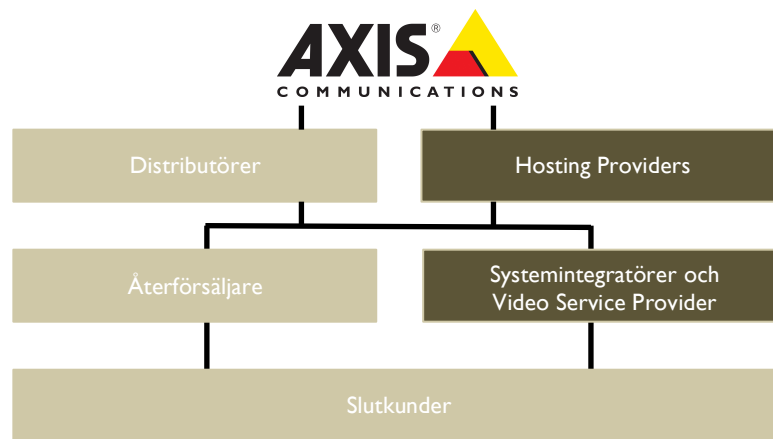 AXIS®
COMMUNICATIONS
Distributörer
Hosting Providers
Återförsäljare
Systemintegratörer och
Video Service Provider
Slutkunder